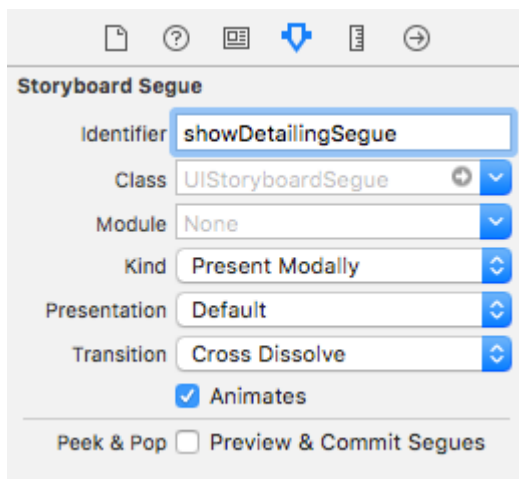 Storyboard Segue
Identifier showDetailingSegue
Class UIStoryboardSegue
Module None
Kind Present Modally
Presentation Default
Transition Cross Dissolve
Animates
Peek & Pop Preview & Commit Segues